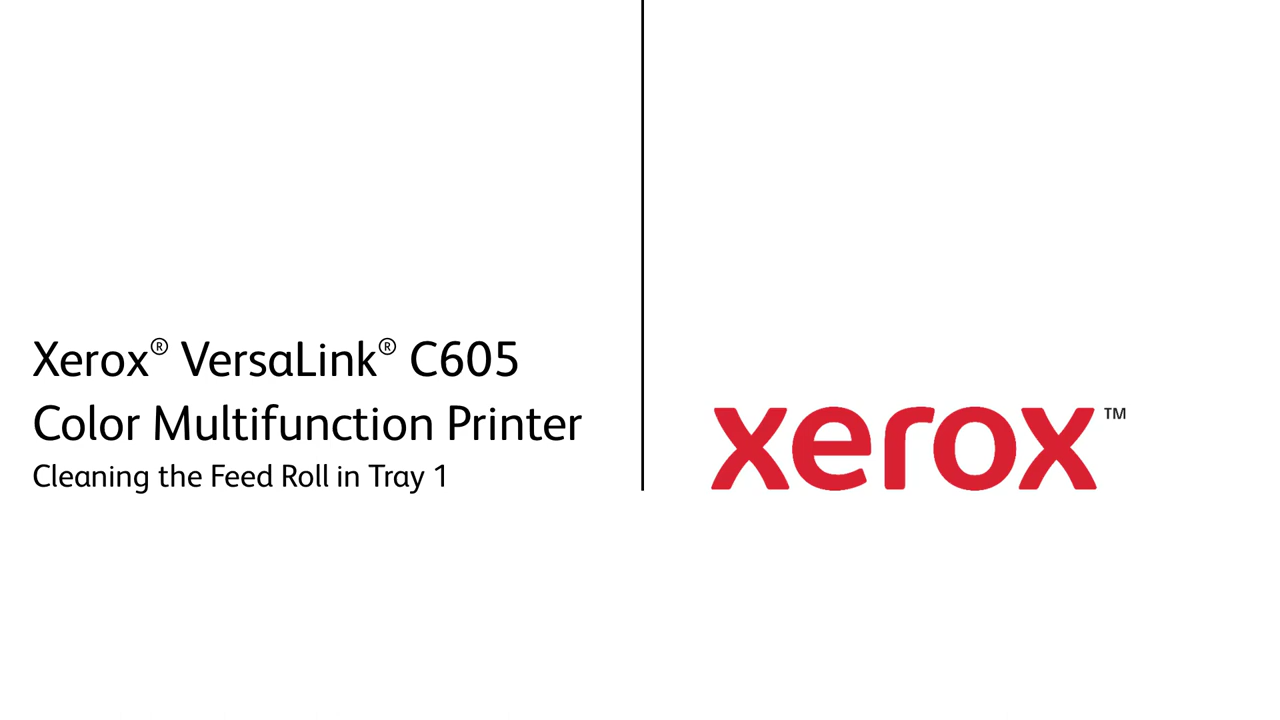 Xerox® VersaLink® C605
Color Multifunction Printer
Cleaning the Feed Roll in Tray 1
xerox™